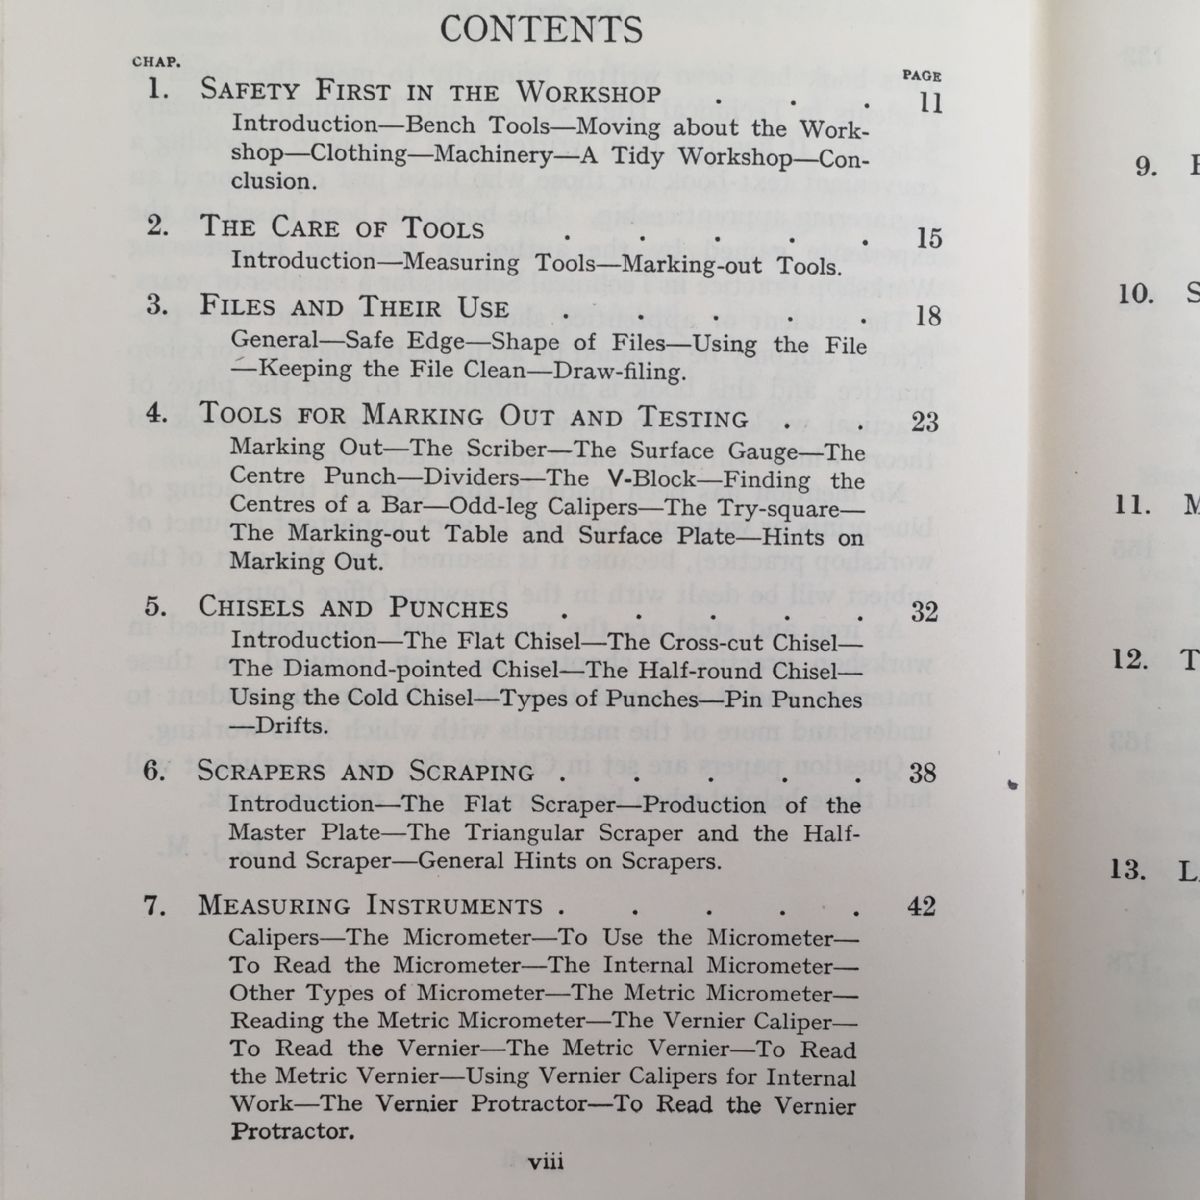 CONTENTS
CHAP.
PAGE
1. SAFETY FIRST IN THE WORKSHOP . . . 11
Introduction—Bench Tools—Moving about the Work-
shop—Clothing—Machinery—A Tidy Workshop—Con-
clusion.
2. THE CARE OF TOOLS . . . . . 15
Introduction—Measuring Tools—Marking-out Tools.
3. FILES AND THEIR USE . . . . . 18
General—Safe Edge—Shape of Files—Using the File
—Keeping the File Clean—Draw-filing.
4. TOOLS FOR MARKING OUT AND TESTING . . 23
Marking Out—The Scriber—The Surface Gauge—The
Centre Punch—Dividers—The V-Block—Finding the
Centres of a Bar—Odd-leg Calipers—The Try-square—
The Marking-out Table and Surface Plate—Hints on
Marking Out.
5. CHISELS AND PUNCHES . . . . . 32
Introduction—The Flat Chisel—The Cross-cut Chisel—
The Diamond-pointed Chisel—The Half-round Chisel—
Using the Cold Chisel—Types of Punches—Pin Punches
—Drifts.
6. SCRAPERS AND SCRAPING . . . . . 38
Introduction—The Flat Scraper—Production of the
Master Plate—The Triangular Scraper and the Half-
round Scraper—General Hints on Scrapers.
7. MEASURING INSTRUMENTS . . . . . 42
Calipers—The Micrometer—To Use the Micrometer—
To Read the Micrometer—The Internal Micrometer—
Other Types of Micrometer—The Metric Micrometer—
Reading the Metric Micrometer—The Vernier Caliper—
To Read the Vernier—The Metric Vernier—To Read
the Metric Vernier—Using Vernier Calipers for Internal
Work—The Vernier Protractor—To Read the Vernier
Protractor.
viii
9.
10. S
11. M
12. T
13. L